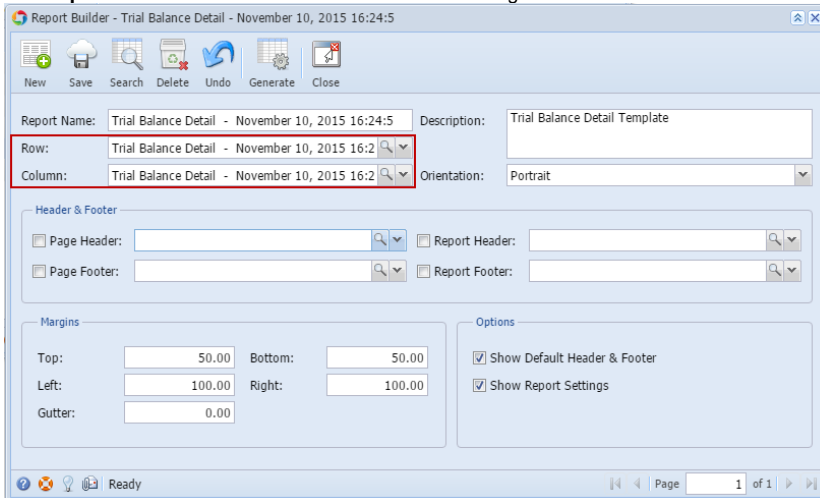 Report Builder - Trial Balance Detail - November 10, 2015 16:24:5
New Save Search Delete Undo Generate Close
Report Name: Trial Balance Detail - November 10, 2015 16:24:5 Description: Trial Balance Detail Template
Row: Trial Balance Detail - November 10, 2015 16:2
Column: Trial Balance Detail - November 10, 2015 16:2 Orientation: Portrait
Header & Footer
Page Header: Report Header:
Page Footer: Report Footer:
Margins Options
Top: 50.00 Bottom: 50.00 Show Default Header & Footer
Left: 100.00 Right: 100.00 Show Report Settings
Gutter: 0.00
Ready Page 1 of 1